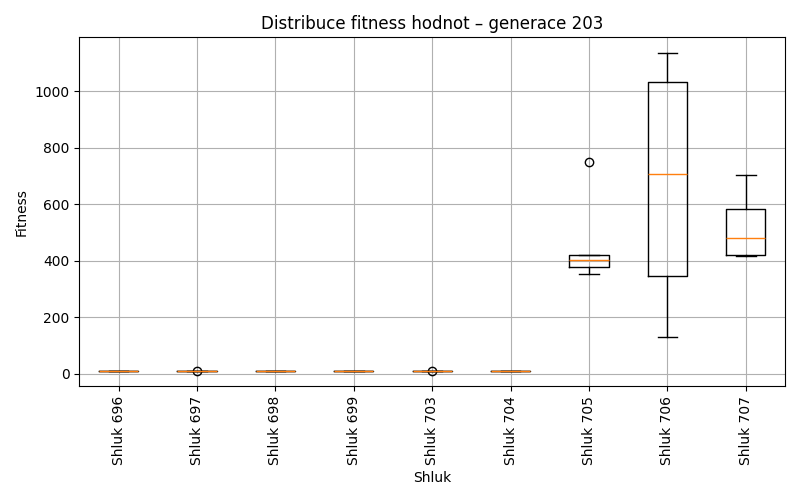 Distribuce fitness hodnot – generace 203
Fitness
1000
800
600
400
200
0
Shluk 696
Shluk 697
Shluk 698
Shluk 699
Shluk 703
Shluk 704
Shluk 705
Shluk 706
Shluk 707
Shluk